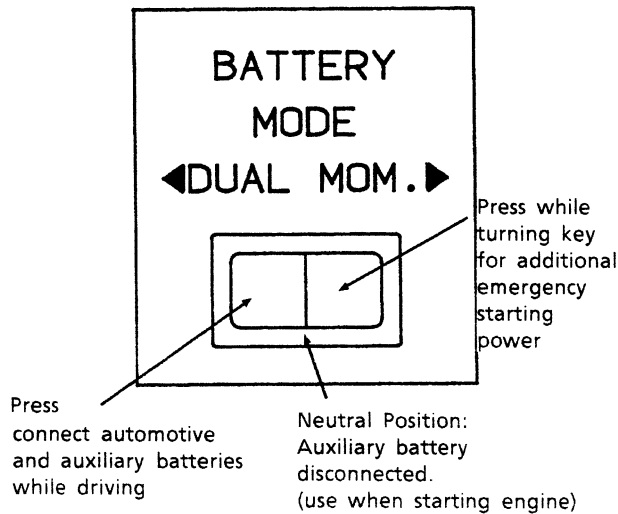 BATTERY
MODE
◀DUAL MOM.▶
Press while
turning key
for additional
emergency
starting
power
Press
connect automotive
and auxiliary batteries
while driving
Neutral Position:
Auxiliary battery
disconnected.
(use when starting engine)